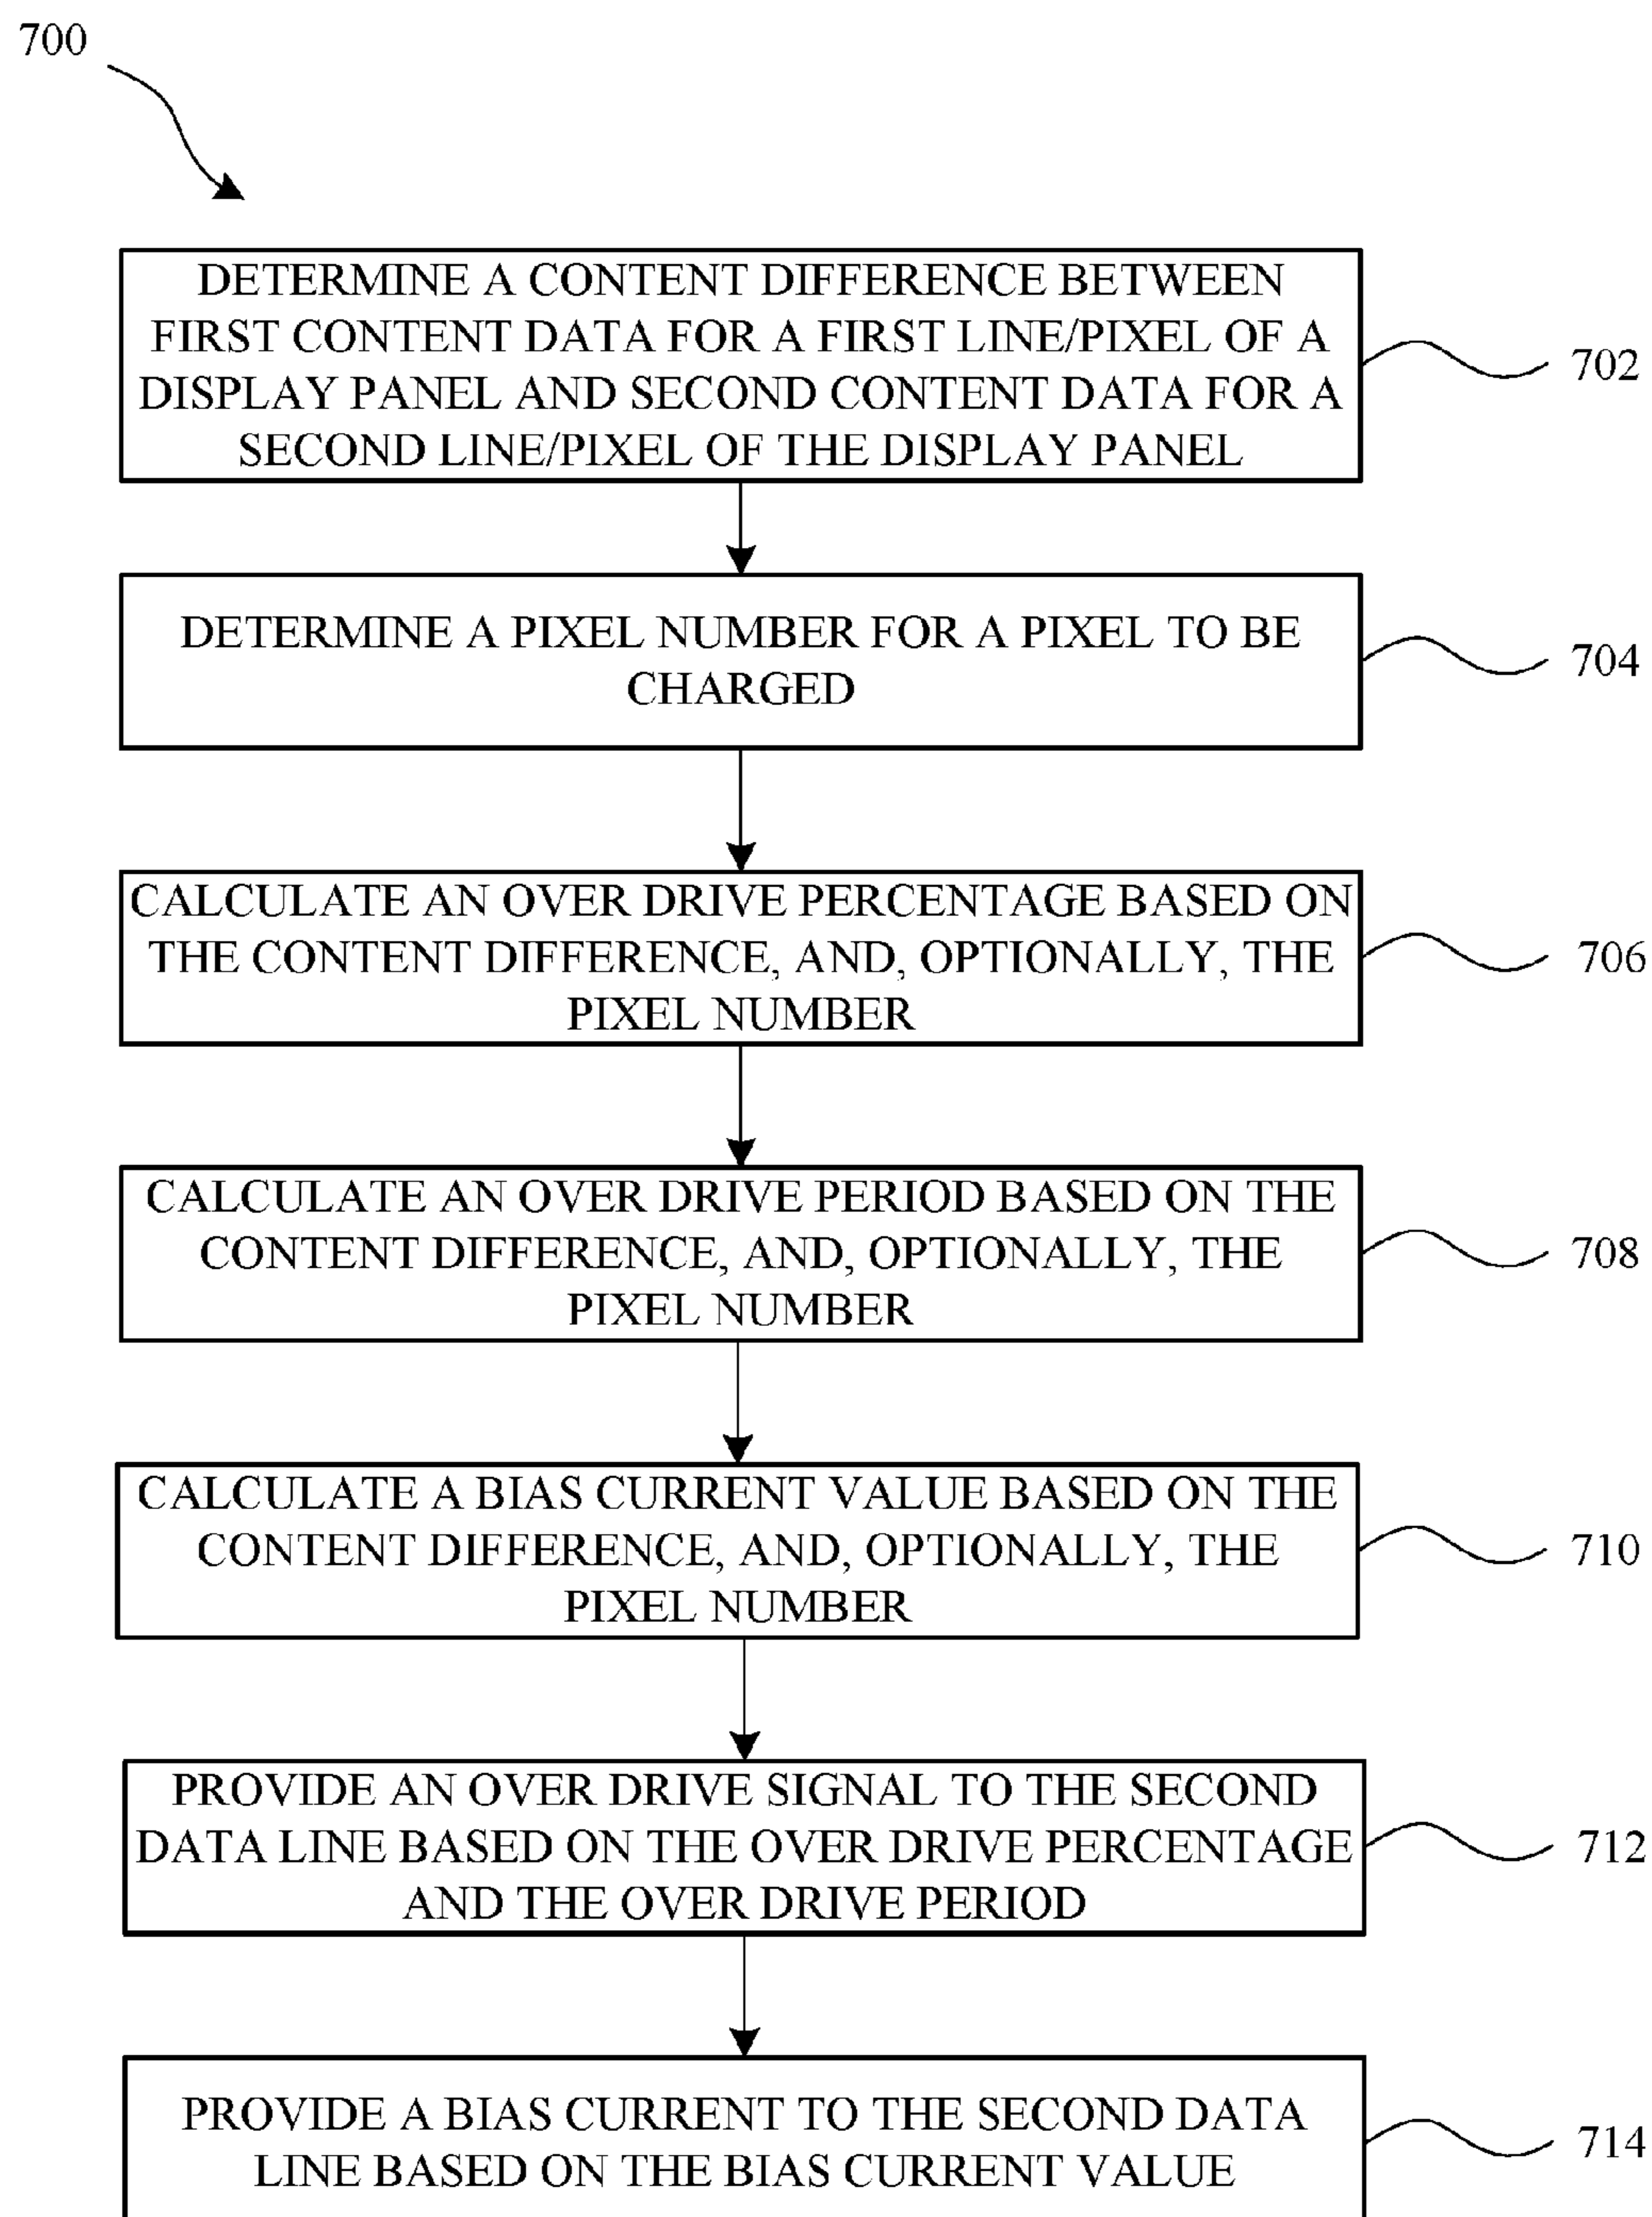 700
DETERMINE A CONTENT DIFFERENCE BETWEEN
FIRST CONTENT DATA FOR A FIRST LINE/PIXEL OF A
DISPLAY PANEL AND SECOND CONTENT DATA FOR A
SECOND LINE/PIXEL OF THE DISPLAY PANEL
702
DETERMINE A PIXEL NUMBER FOR A PIXEL TO BE
CHARGED
704
CALCULATE AN OVER DRIVE PERCENTAGE BASED ON
THE CONTENT DIFFERENCE, AND, OPTIONALLY, THE
PIXEL NUMBER
706
CALCULATE AN OVER DRIVE PERIOD BASED ON THE
CONTENT DIFFERENCE, AND, OPTIONALLY, THE
PIXEL NUMBER
708
CALCULATE A BIAS CURRENT VALUE BASED ON THE
CONTENT DIFFERENCE, AND, OPTIONALLY, THE
PIXEL NUMBER
710
PROVIDE AN OVER DRIVE SIGNAL TO THE SECOND
DATA LINE BASED ON THE OVER DRIVE PERCENTAGE
AND THE OVER DRIVE PERIOD
712
PROVIDE A BIAS CURRENT TO THE SECOND DATA
LINE BASED ON THE BIAS CURRENT VALUE
714